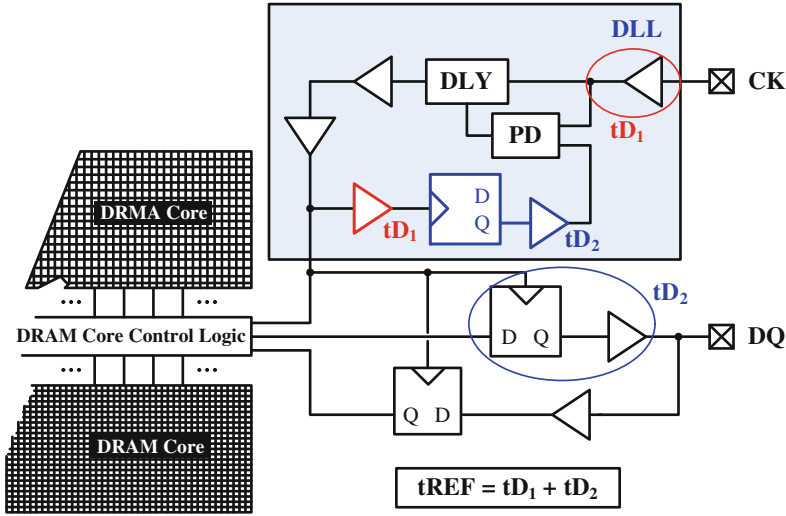 DLL
DLY
CK
tD₁
PD
DRMA Core
D
Q
tD₁
tD₂
tD₂
... ...
DRAM Core Control Logic
D Q
DQ
... ...
Q D
DRAM Core
tREF = tD₁ + tD₂